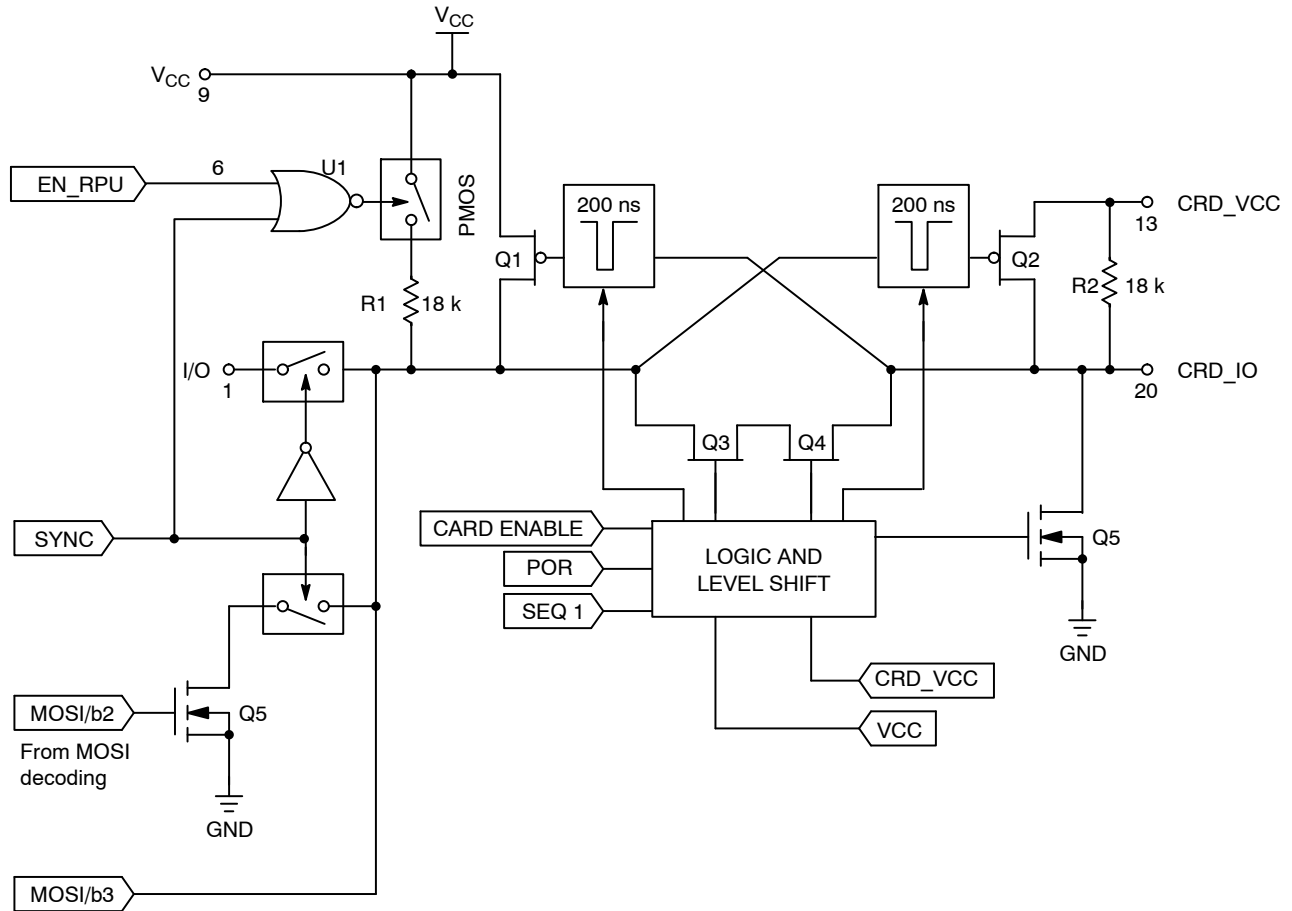 VCC
VCC
9
EN_RPU
6
U1
PMOS
200 ns
200 ns
CRD_VCC
13
Q1
Q2
R1
18 k
R2
18 k
I/O
1
CRD_IO
20
Q3
Q4
SYNC
CARD ENABLE
POR
SEQ 1
LOGIC AND
LEVEL SHIFT
Q5
GND
CRD_VCC
VCC
MOSI/b2
Q5
From MOSI
decoding
GND
MOSI/b3